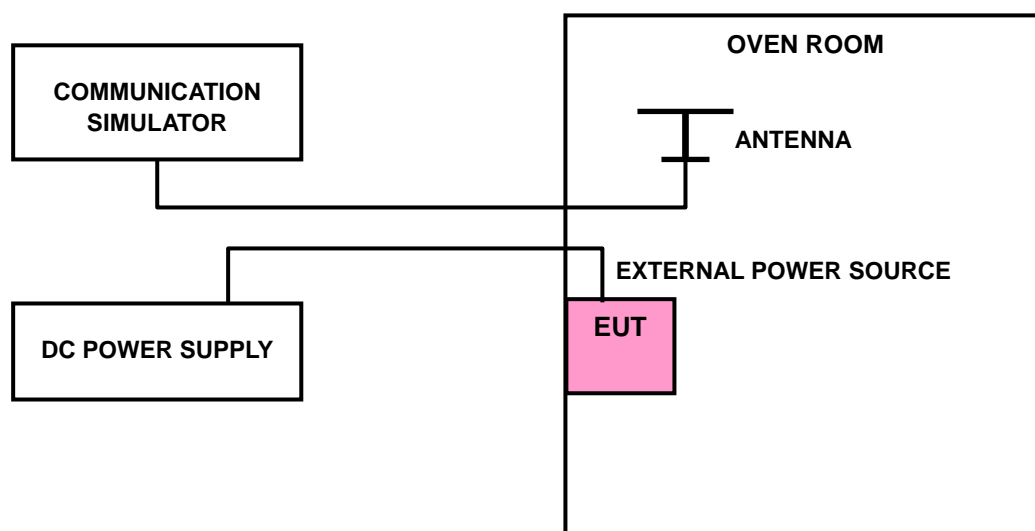 OVEN ROOM
COMMUNICATION
SIMULATOR
ANTENNA
EXTERNAL POWER SOURCE
EUT
DC POWER SUPPLY